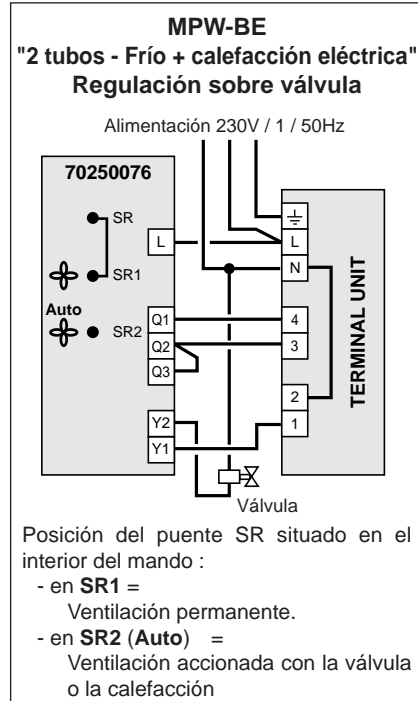 MPW-BE
"2 tubos - Frío + calefacción eléctrica"
Regulación sobre válvula
Alimentación 230V / 1 / 50Hz
70250076
SR
L
SR1
Auto
SR2
Q1
Q2
Q3
Y2
Y1
L
N
4
3
2
1
TERMINAL UNIT
Válvula
Posición del puente SR situado en el
interior del mando :
- en SR1 =
Ventilación permanente.
- en SR2 (Auto) =
Ventilación accionada con la válvula
o la calefacción